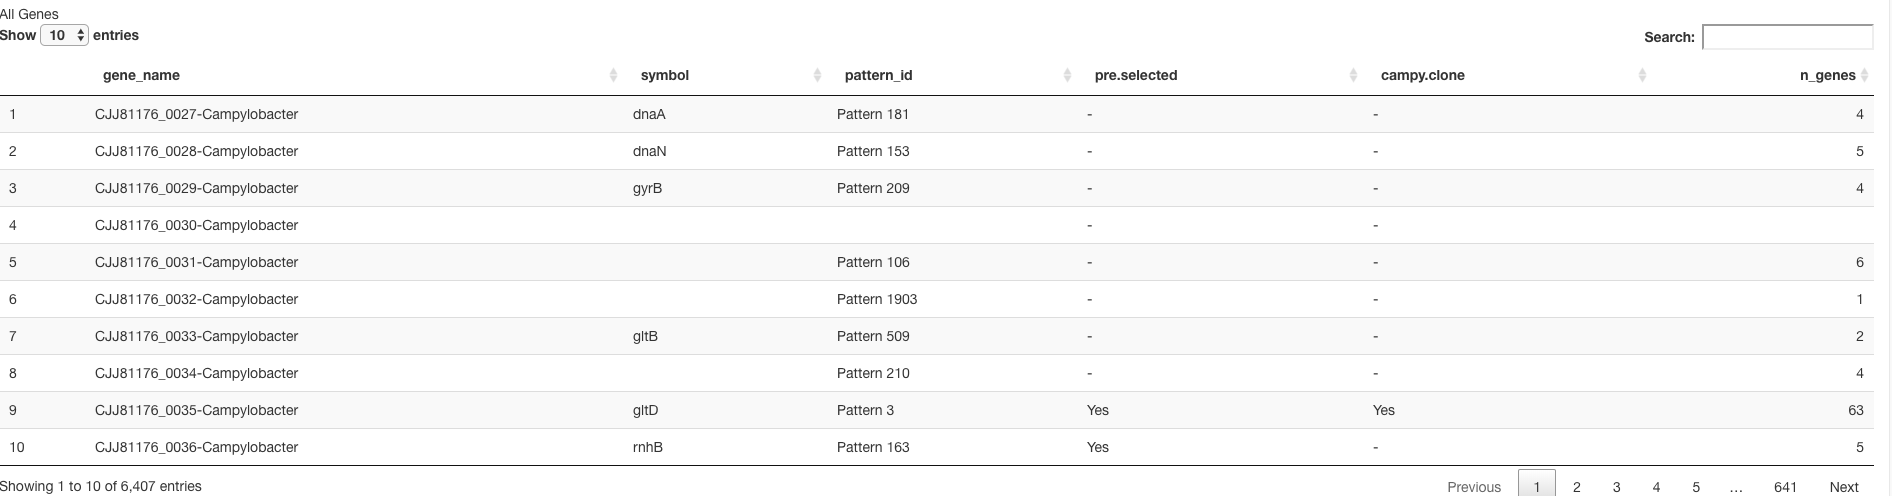 All Genes
Show 10 entries
Search:
gene_name symbol pattern_id pre.selected campy.clone n_genes
1 CJJ81176_0027-Campylobacter dnaA Pattern 181 - - 4
2 CJJ81176_0028-Campylobacter dnaN Pattern 153 - - 5
3 CJJ81176_0029-Campylobacter gyrB Pattern 209 - - 4
4 CJJ81176_0030-Campylobacter - -
5 CJJ81176_0031-Campylobacter Pattern 106 - - 6
6 CJJ81176_0032-Campylobacter Pattern 1903 - - 1
7 CJJ81176_0033-Campylobacter gltB Pattern 509 - - 2
8 CJJ81176_0034-Campylobacter Pattern 210 - - 4
9 CJJ81176_0035-Campylobacter gltD Pattern 3 Yes Yes 63
10 CJJ81176_0036-Campylobacter rnhB Pattern 163 Yes - 5
Showing 1 to 10 of 6,407 entries
Previous 1 2 3 4 5 ... 641 Next